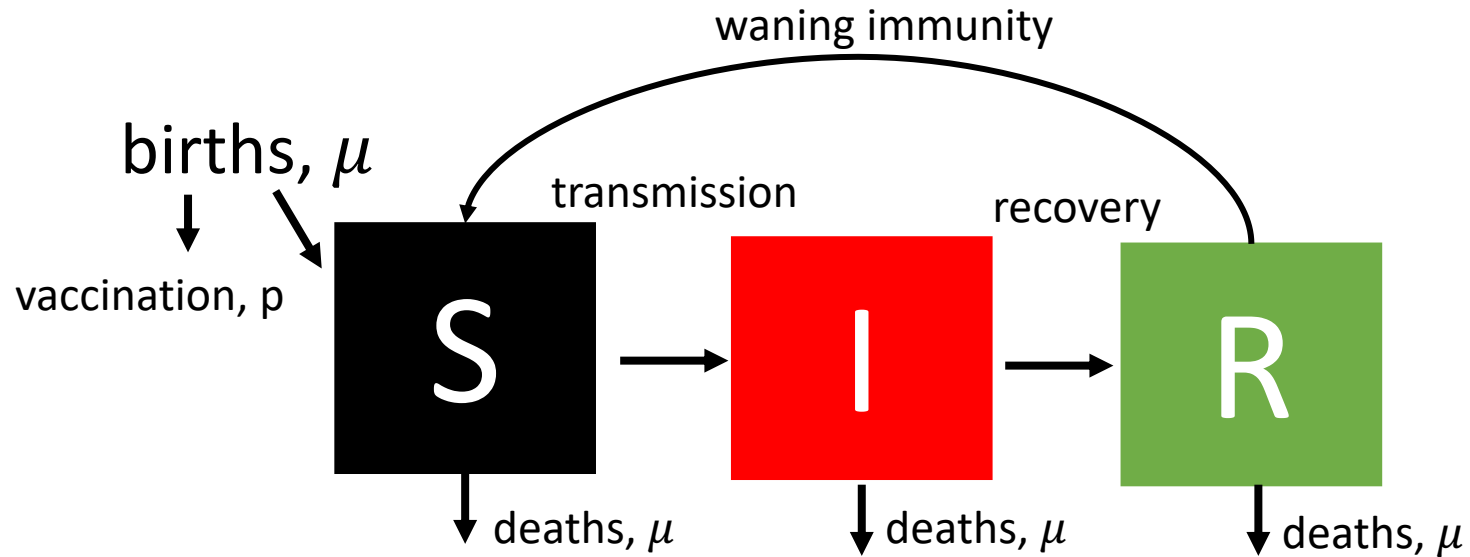 waning immunity
births, μ
transmission
recovery
vaccination, p
S
I
R
deaths, μ
deaths, μ
deaths, μ